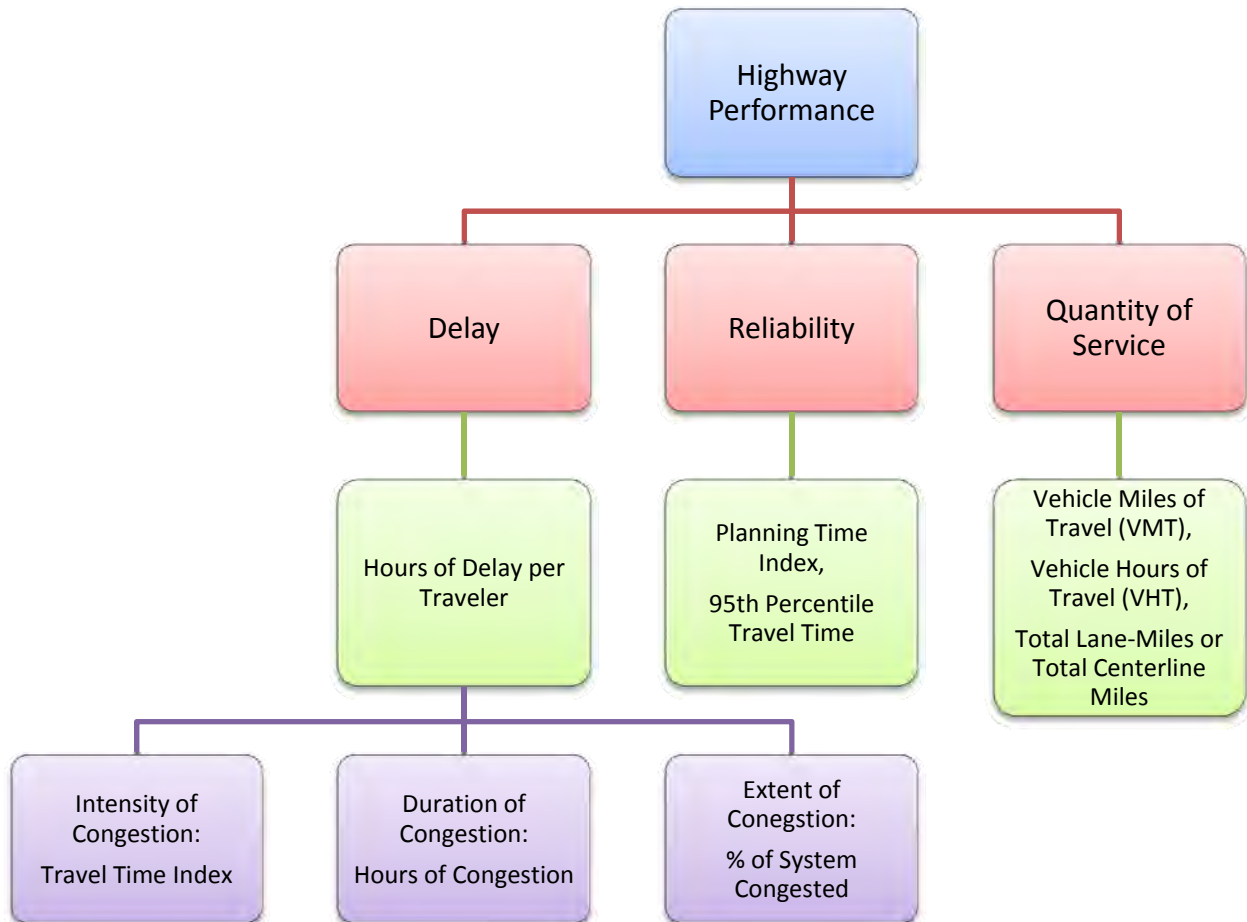 Highway
Performance
Delay
Reliability
Quantity of
Service
Hours of Delay per
Traveler
Planning Time
Index,
95th Percentile
Travel Time
Vehicle Miles of
Travel (VMT),
Vehicle Hours of
Travel (VHT),
Total Lane-Miles or
Total Centerline
Miles
Intensity of
Congestion:
Travel Time Index
Duration of
Congestion:
Hours of Congestion
Extent of
Conegstion:
% of System
Congested